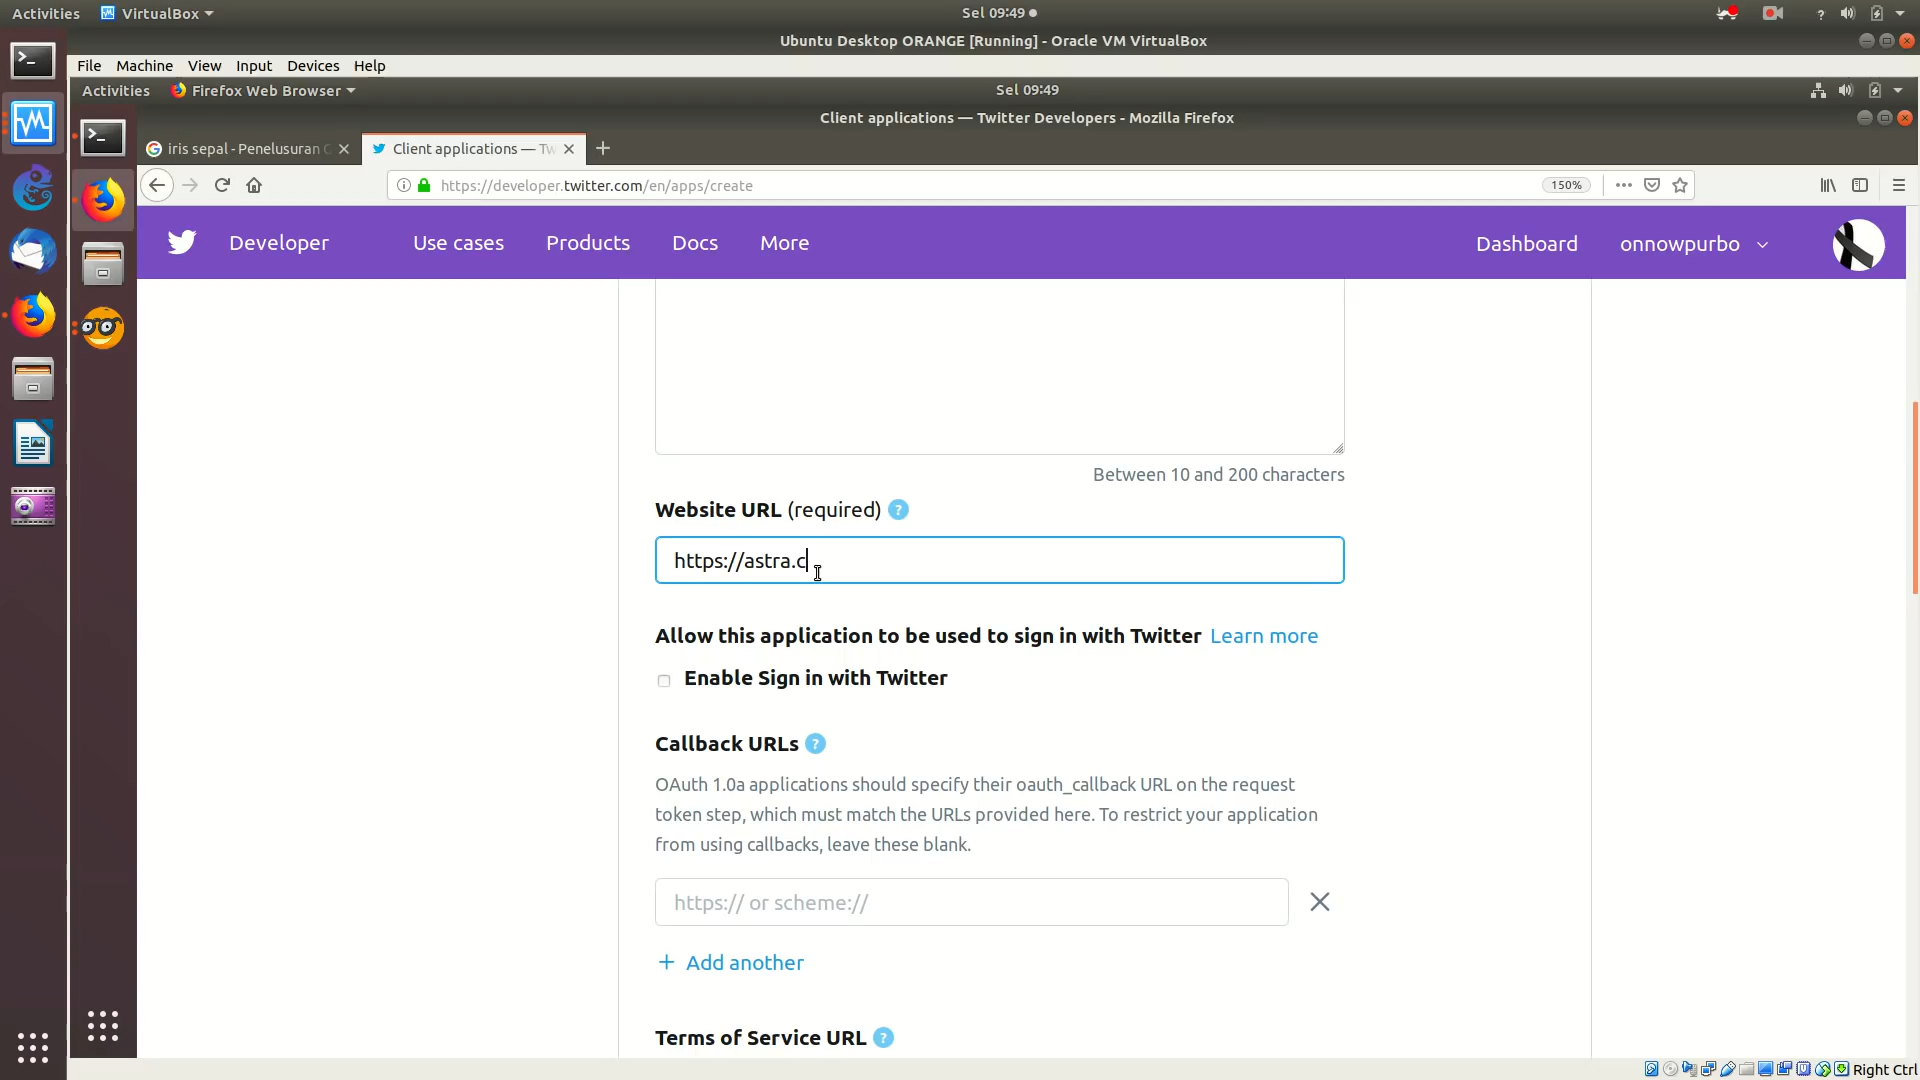 Activities VirtualBox Sel 09:49 ?
Ubuntu Desktop ORANGE [Running] - Oracle VM VirtualBox
File Machine View Input Devices Help
Activities Firefox Web Browser Sel 09:49
Client applications — Twitter Developers - Mozilla Firefox
iris sepal - Penelusuran Client applications — Tw
https://developer.twitter.com/en/apps/create 150%
Developer Use cases Products Docs More Dashboard onnowpurbo
Between 10 and 200 characters
Website URL (required) ?
https://astra.c
Allow this application to be used to sign in with Twitter Learn more
Enable Sign in with Twitter
Callback URLs ?
OAuth 1.0a applications should specify their oauth_callback URL on the request
token step, which must match the URLs provided here. To restrict your application
from using callbacks, leave these blank.
https:// or scheme://
+ Add another
Terms of Service URL ?
Right Ctrl